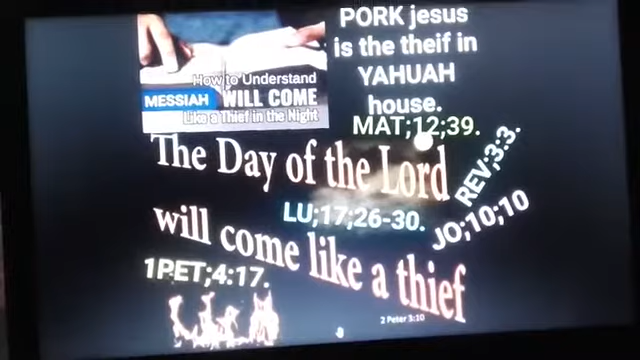 How to Understand
MESSIAH WILL COME
Like a Thief in the Night
PORK jesus
is the theif in
YAHUAH
house.
MAT;12;39.
REV;3:3.
JO;10;10
The Day of the Lord
LU;17;26-30.
will come like a thief
1PET;4:17.
2 Peter 3:10